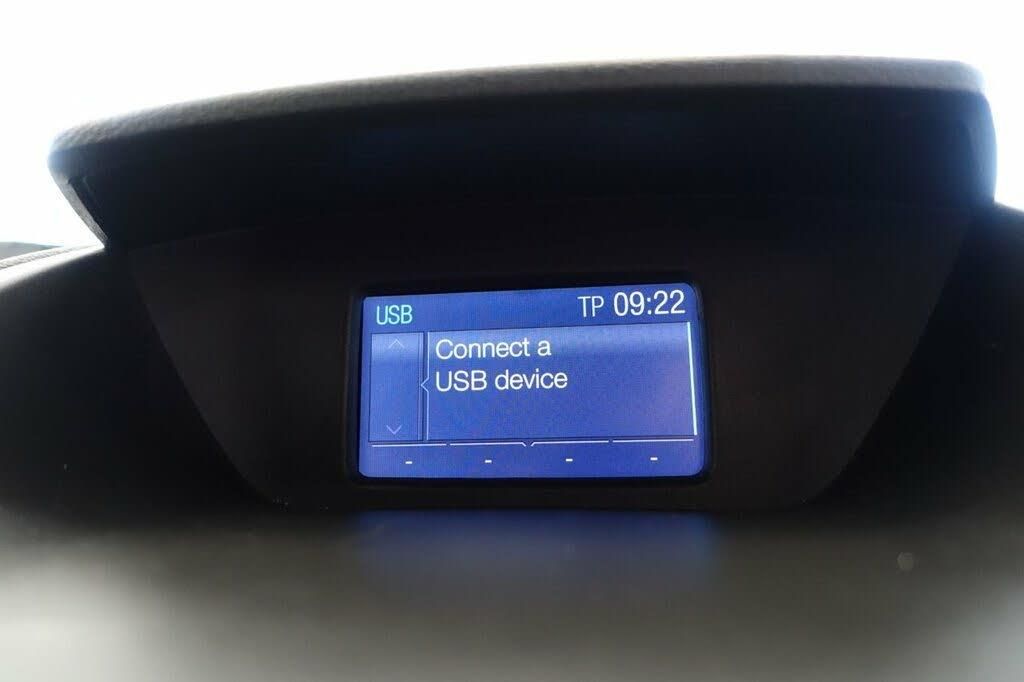 USB TP 09:22
Connect a
USB device